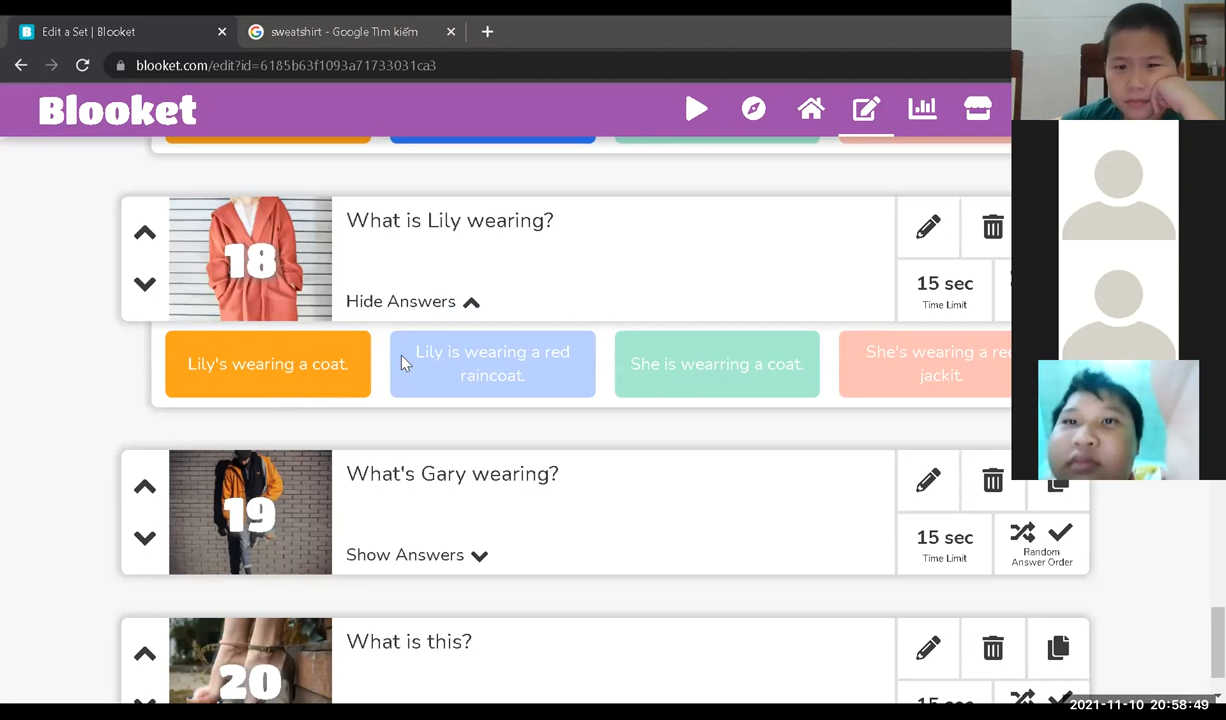 Edit a Set | Blooket
sweatshirt - Google Tìm kiếm
blooket.com/edit?id=6185b63f1093a71733031ca3
Blooket
18
What is Lily wearing?
Hide Answers
15 sec
Time Limit
Lily's wearing a coat.
Lily is wearing a red
raincoat.
She is wearring a coat.
She's wearing a red
jackit.
19
What's Gary wearing?
Show Answers
15 sec
Time Limit
Random
Answer Order
20
What is this?
15 sec
2021-11-10 20:58:49